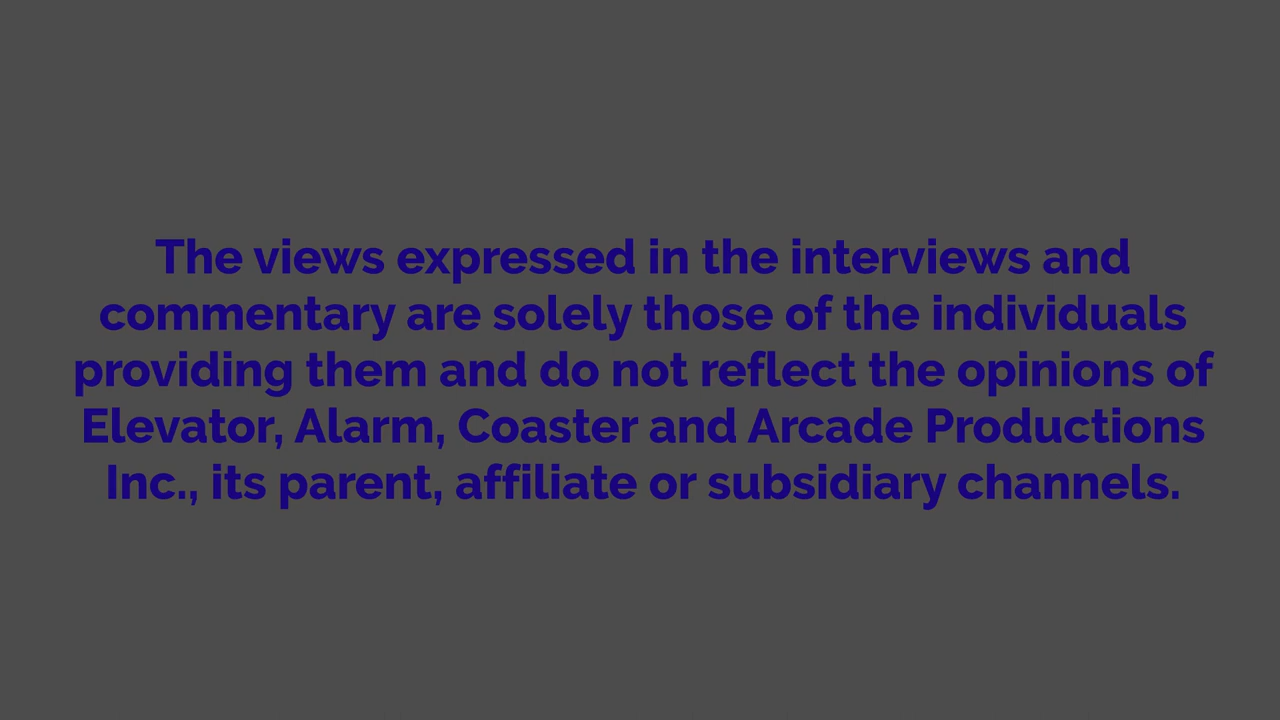 The views expressed in the interviews and
commentary are solely those of the individuals
providing them and do not reflect the opinions of
Elevator, Alarm, Coaster and Arcade Productions
Inc., its parent, affiliate or subsidiary channels.